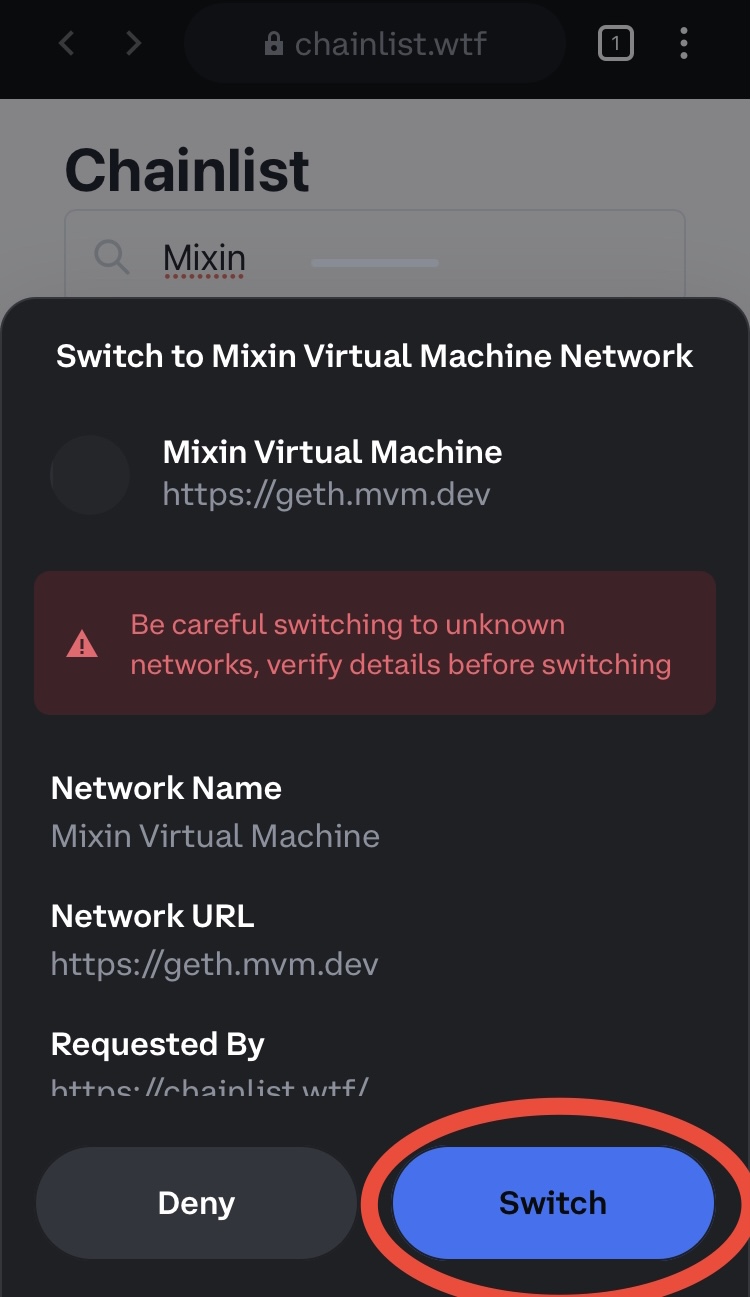 chainlist.wtf
1
Chainlist
Mixin
Switch to Mixin Virtual Machine Network
Mixin Virtual Machine
https://geth.mvm.dev
Be careful switching to unknown
networks, verify details before switching
Network Name
Mixin Virtual Machine
Network URL
https://geth.mvm.dev
Requested By
https://chainlist.wtf/
Deny
Switch